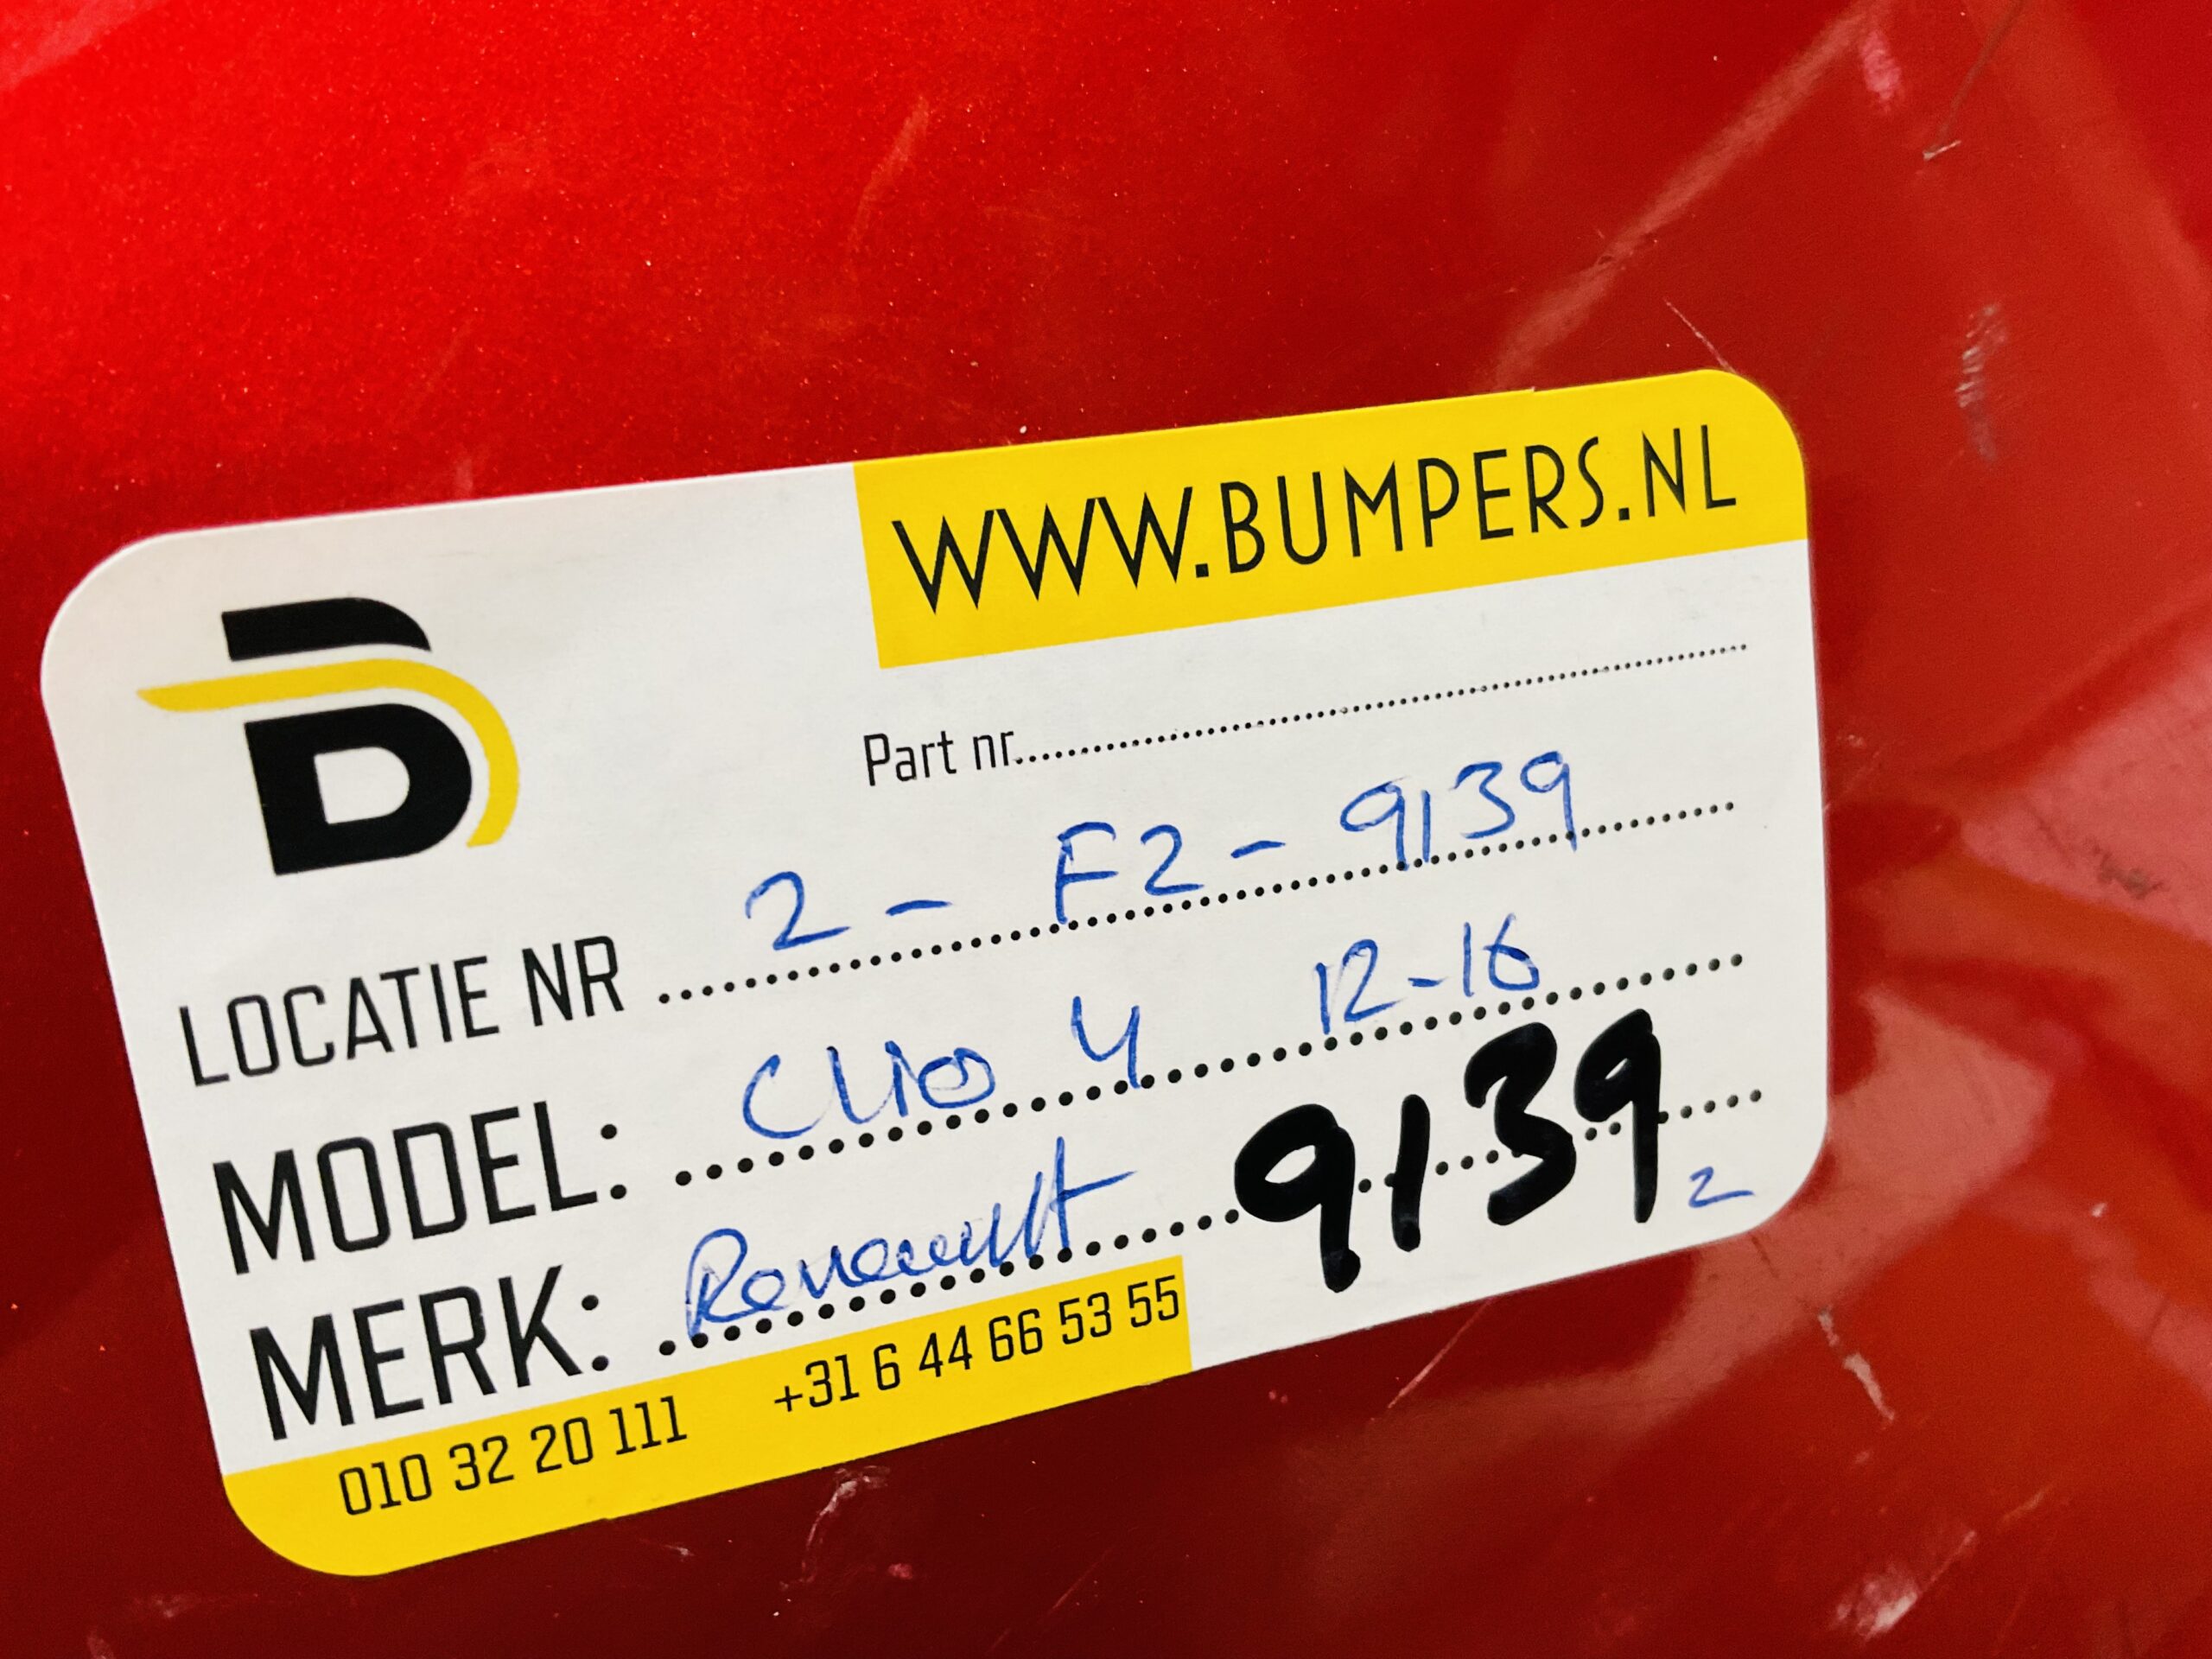 WWW.BUMPERS.NL
B
Part nr.
LOCATIE NR 2 - F2 - 9139
MODEL: Clio 4 12-16
MERK: Renault 9139
2
010 32 20 111 +31 6 44 66 53 55